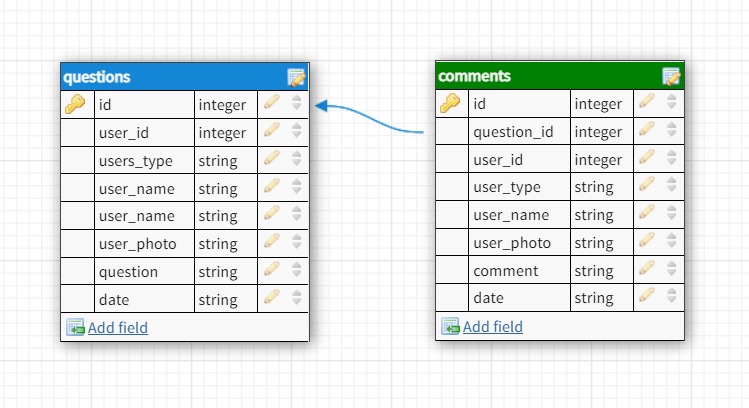 questions
id integer
user_id integer
users_type string
user_name string
user_name string
user_photo string
question string
date string
Add field
comments
id integer
question_id integer
user_id integer
user_type string
user_name string
user_photo string
comment string
date string
Add field